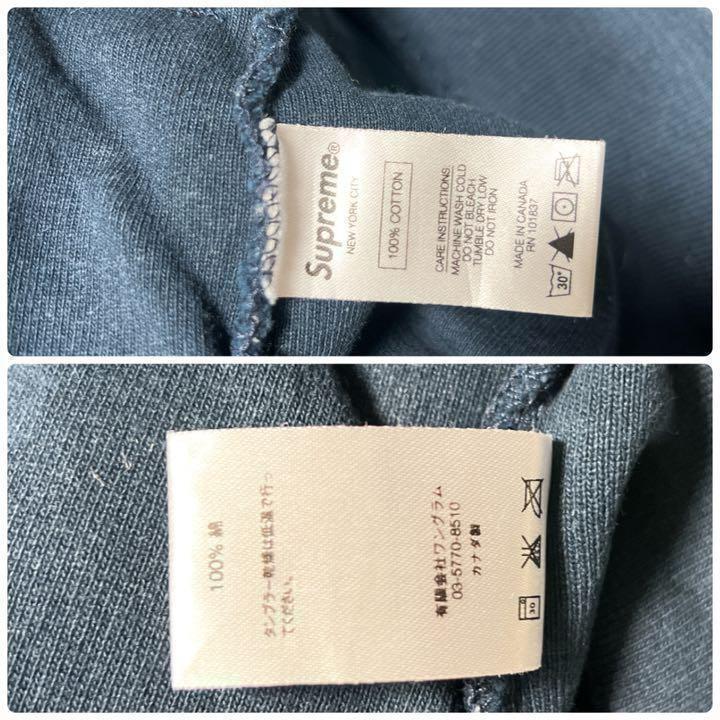 Supreme®
NEW YORK CITY
100% COTTON
CARE INSTRUCTIONS
MACHINE WASH COLD
DO NOT BLEACH
TUMBLE DRY LOW
DO NOT IRON
MADE IN CANADA
RN 101837
30°
100% 綿
タンブラー乾燥は低温で行っ
てください。
有限会社ワングラム
03-5770-8510
カナダ製
30